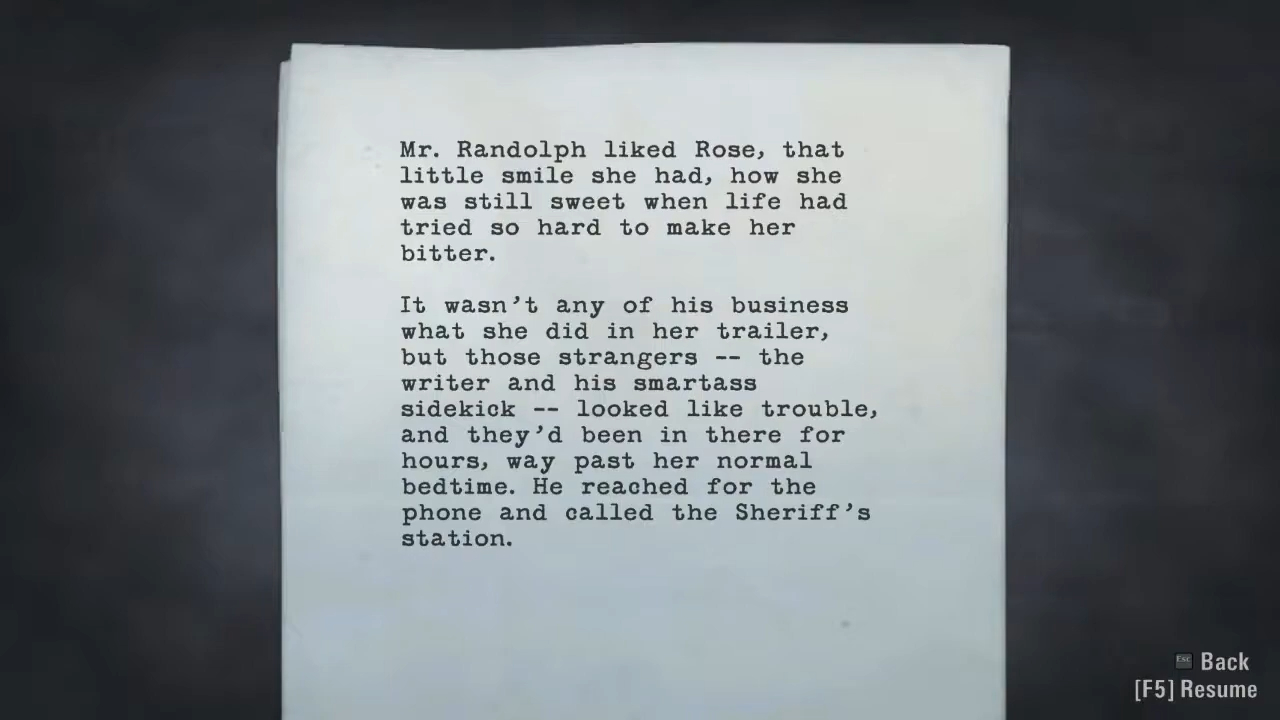 Mr. Randolph liked Rose, that
little smile she had, how she
was still sweet when life had
tried so hard to make her
bitter.
It wasn't any of his business
what she did in her trailer,
but those strangers -- the
writer and his smartass
sidekick -- looked like trouble,
and they'd been in there for
hours, way past her normal
bedtime. He reached for the
phone and called the Sheriff's
station.
Esc Back
[F5] Resume